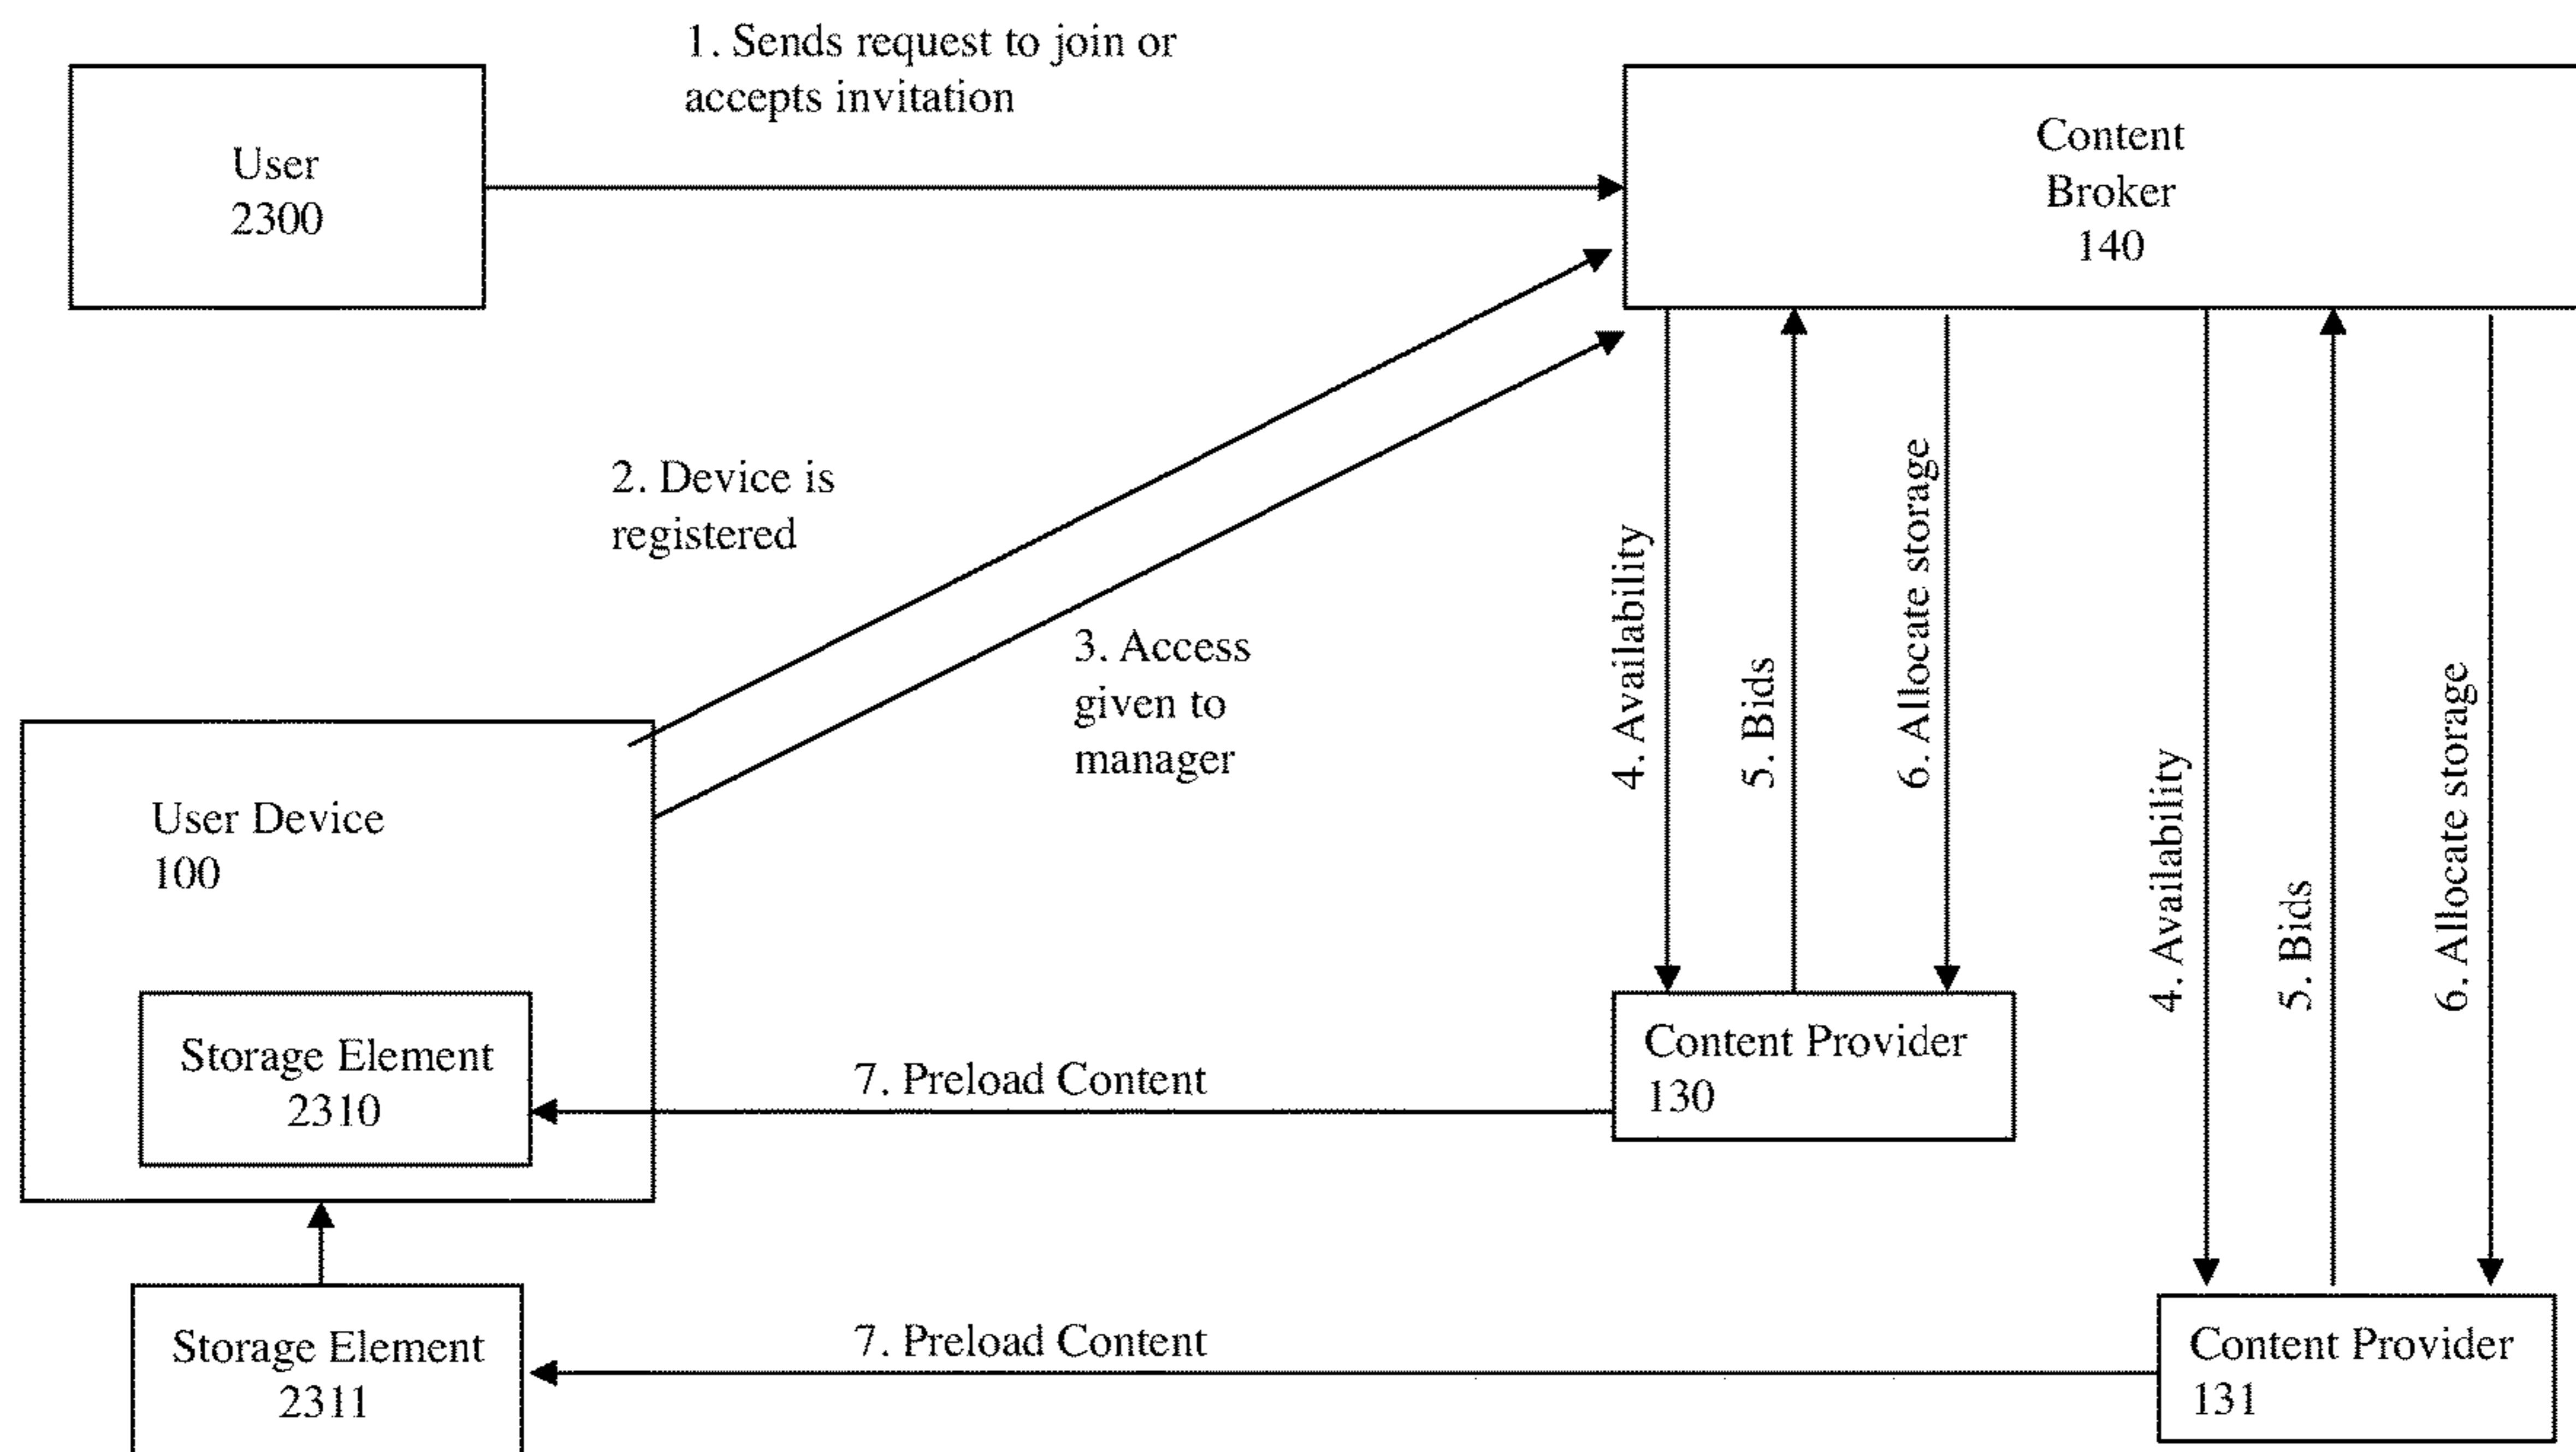 1. Sends request to join or
accepts invitation
User
2300
Content
Broker
140
2. Device is
registered
3. Access
given to
manager
4. Availability
5. Bids
6. Allocate storage
4. Availability
5. Bids
6. Allocate storage
User Device
100
Storage Element
2310
7. Preload Content
Content Provider
130
Storage Element
2311
7. Preload Content
Content Provider
131